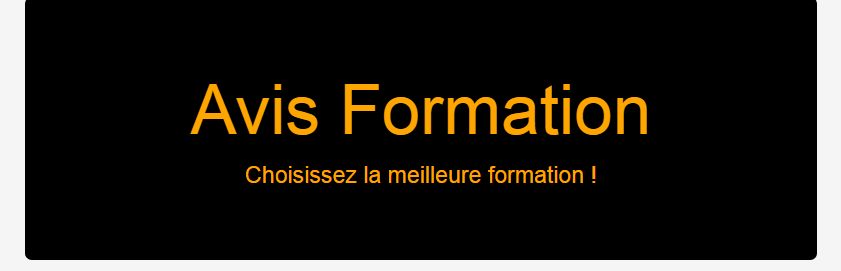 Avis Formation
Choisissez la meilleure formation !